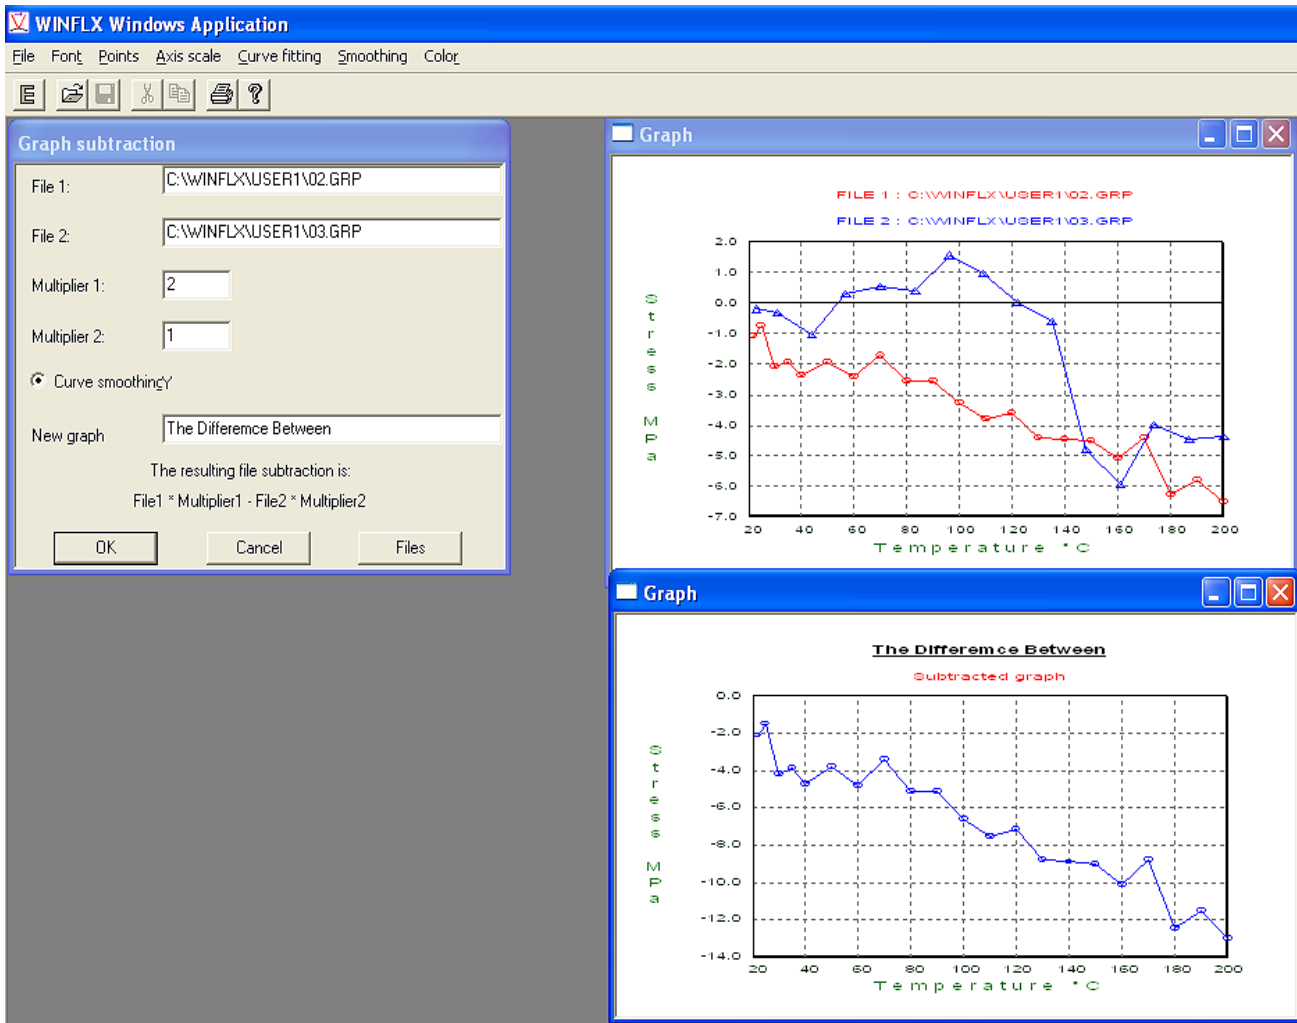 WINFLX Windows Application
File Font Points Axis scale Curve fitting Smoothing Color
E
Graph subtraction
File 1: C:\WINFLX\USER1\02.GRP
File 2: C:\WINFLX\USER1\03.GRP
Multiplier 1: 2
Multiplier 2: 1
Curve smoothingY
New graph The Differemce Between
The resulting file subtraction is:
File1 * Multiplier1 - File2 * Multiplier2
OK Cancel Files
Graph
FILE 1 : C:\WINFLX\USER1\02.GRP
FILE 2 : C:\WINFLX\USER1\03.GRP
2.0
1.0
0.0
-1.0
-2.0
-3.0
-4.0
-5.0
-6.0
-7.0
Stress MPa
20 40 60 80 100 120 140 160 180 200
Temperature °C
Graph
The Differemce Between
Subtracted graph
0.0
-2.0
-4.0
-6.0
-8.0
-10.0
-12.0
-14.0
Stress MPa
20 40 60 80 100 120 140 160 180 200
Temperature °C